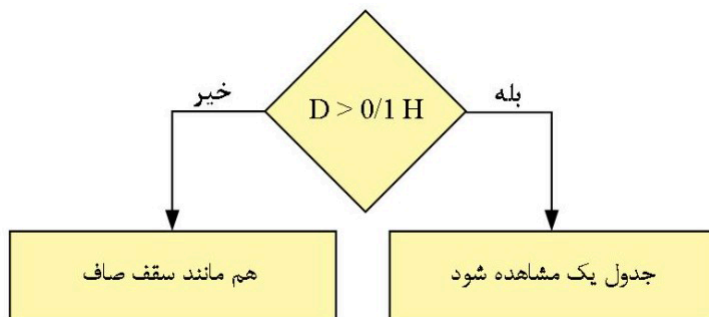 D > 0/1 H
بله
خیر
جدول یک مشاهده شود
هم مانند سقف صاف